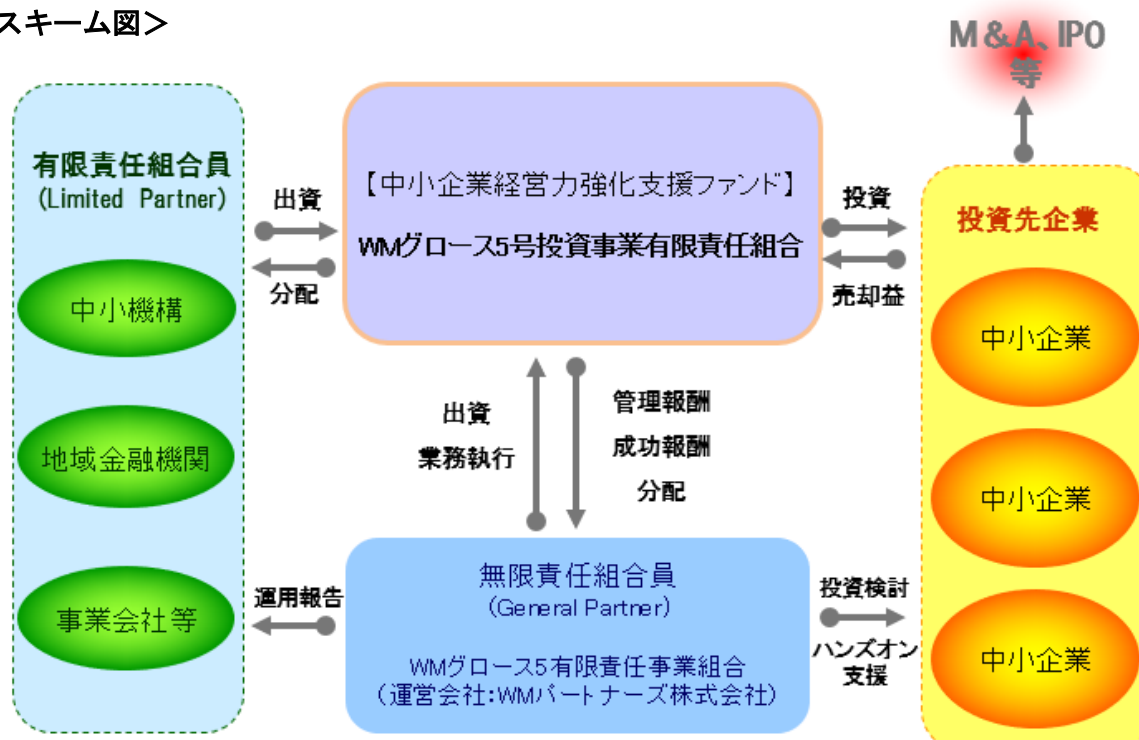 スキーム図＞
M＆A、IPO
等
有限責任組合員
(Limited Partner)
中小機構
地域金融機関
事業会社等
出資
分配
【中小企業経営力強化支援ファンド】
WMグロース5号投資事業有限責任組合
投資
売却益
投資先企業
中小企業
中小企業
中小企業
出資
業務執行
管理報酬
成功報酬
分配
運用報告
無限責任組合員
(General Partner)
WMグロース5有限責任事業組合
（運営会社：WMパートナーズ株式会社）
投資検討
ハンズオン
支援